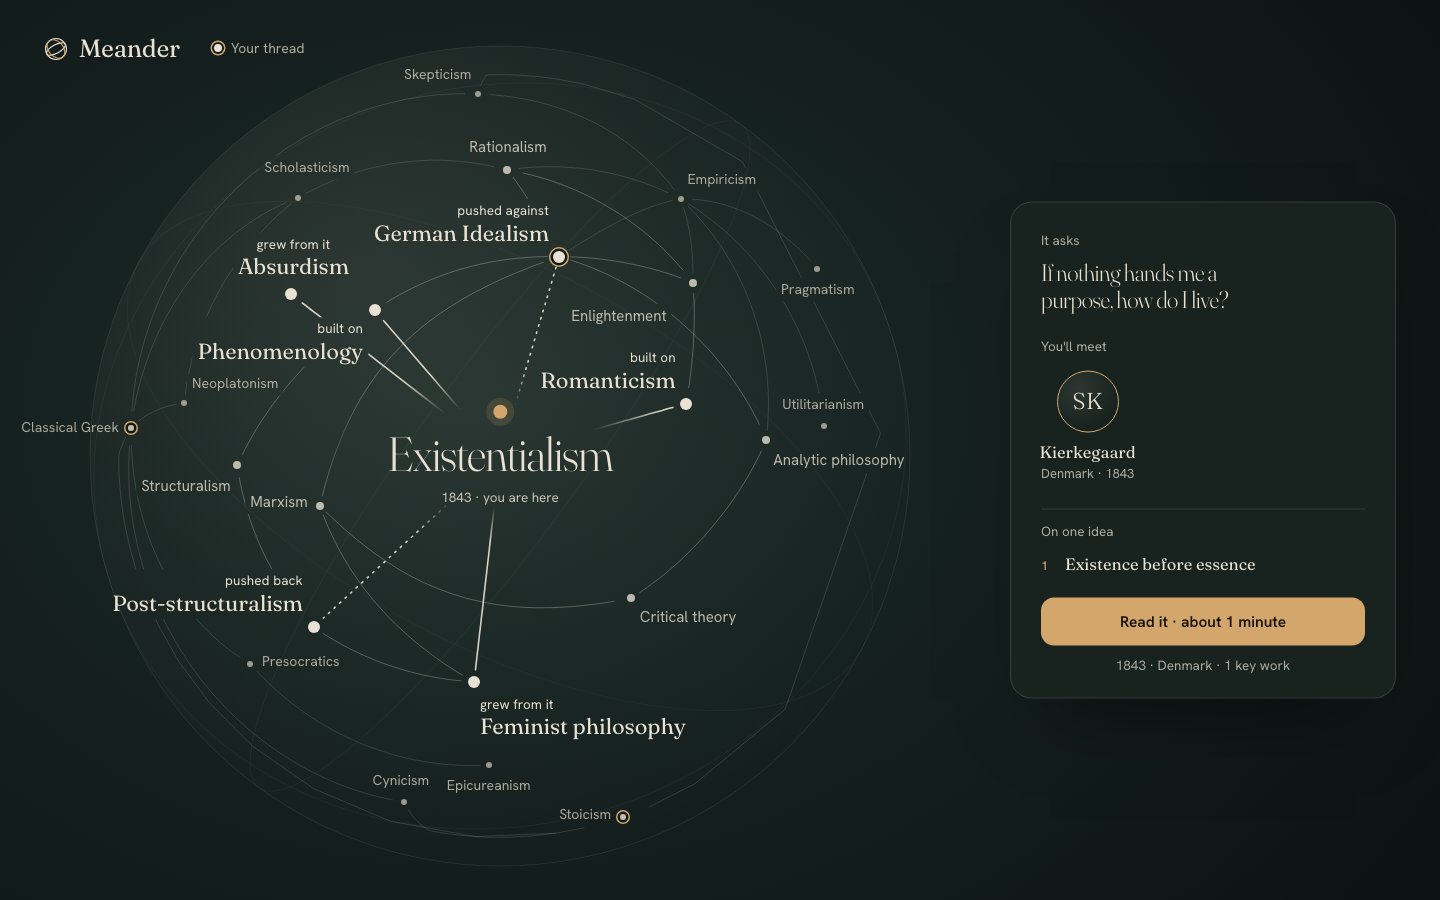 Meander
Your thread
Skepticism
Rationalism
Scholasticism
Empiricism
pushed against
German Idealism
grew from it
Absurdism
Pragmatism
Enlightenment
built on
Phenomenology
built on
Romanticism
Neoplatonism
Utilitarianism
Classical Greek
Existentialism
1843 · you are here
Analytic philosophy
Structuralism
Marxism
pushed back
Post-structuralism
Critical theory
Presocratics
grew from it
Feminist philosophy
Cynicism
Epicureanism
Stoicism
It asks
If nothing hands me a
purpose, how do I live?
You'll meet
SK
Kierkegaard
Denmark · 1843
On one idea
1 Existence before essence
Read it · about 1 minute
1843 · Denmark · 1 key work